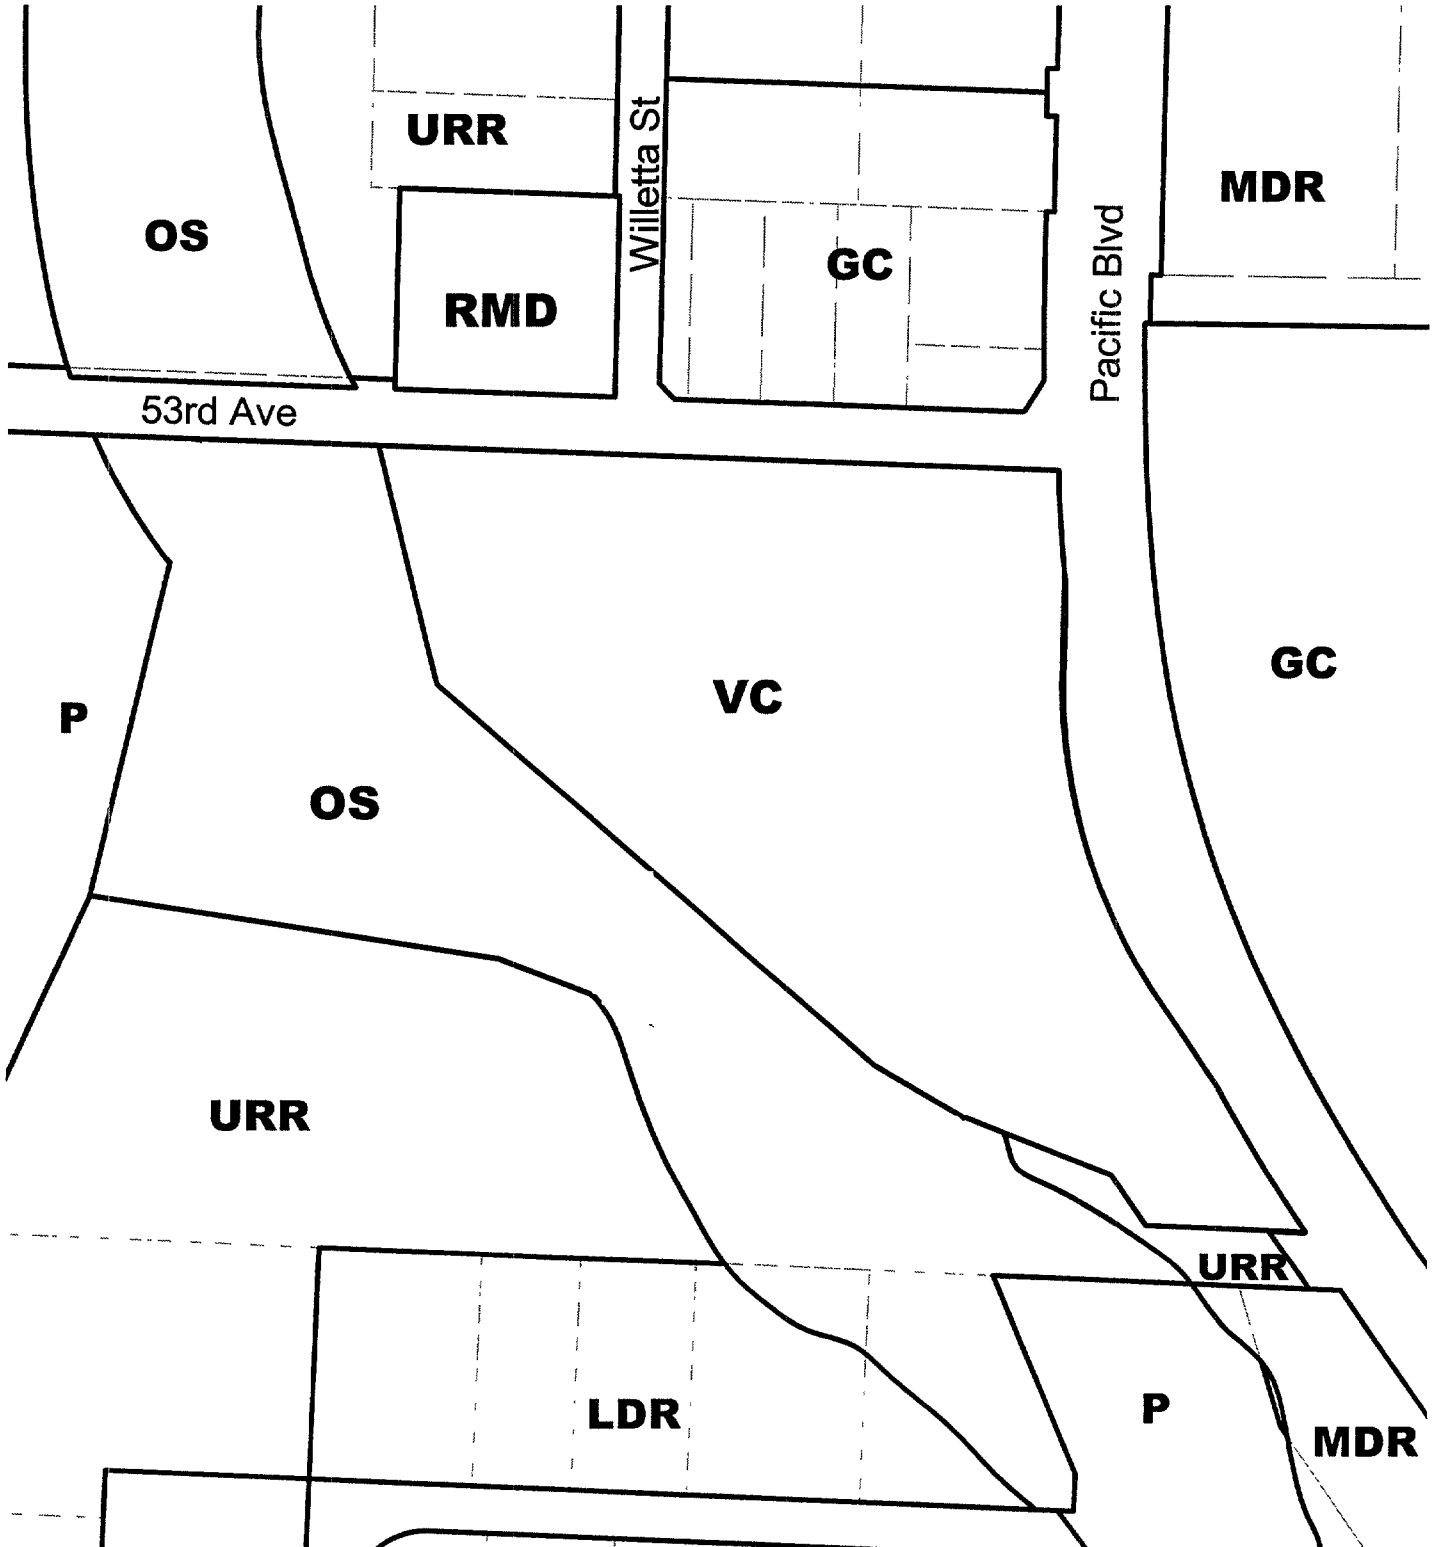 URR
Willetta St
MDR
OS
GC
RMD
Pacific Blvd
53rd Ave
GC
VC
P
OS
URR
URR
P
LDR
MDR